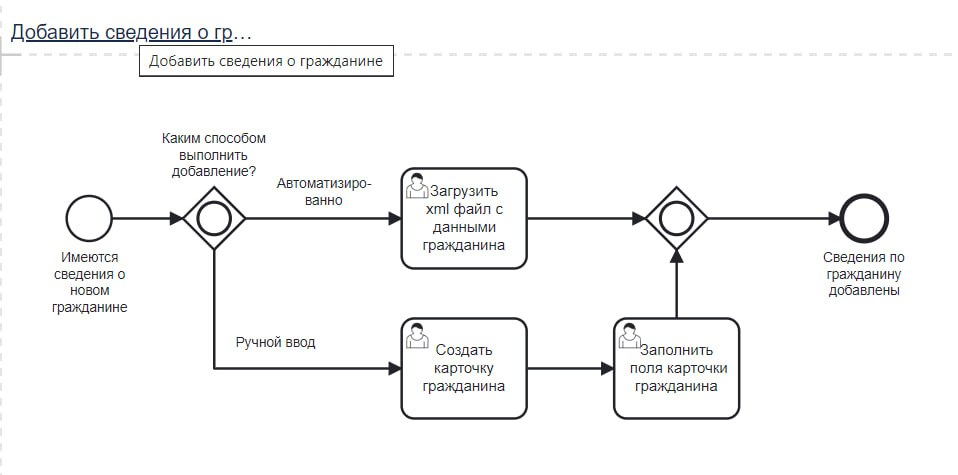 Добавить сведения о гр...
Добавить сведения о гражданине
Каким способом
выполнить
добавление?
Автоматизиро-
ванно
Загрузить
xml файл с
данными
гражданина
Имеются
сведения о
новом
гражданине
Сведения по
гражданину
добавлены
Ручной ввод
Создать
карточку
гражданина
Заполнить
поля карточки
гражданина